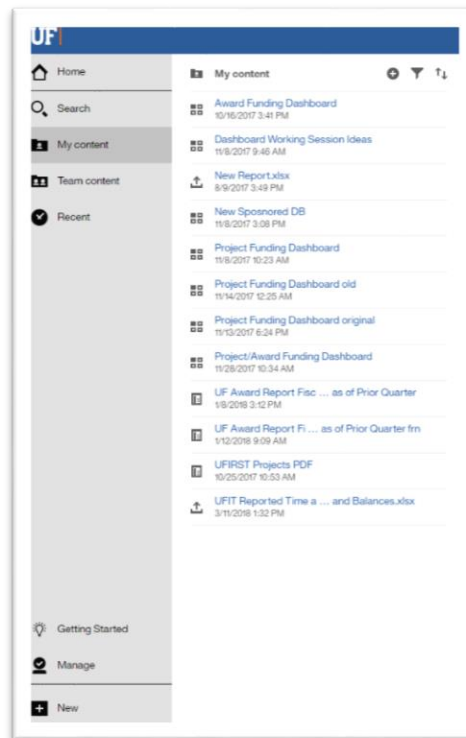 UF
Home
Search
My content
Team content
Recent
Getting Started
Manage
New
My content
Award Funding Dashboard
10/16/2017 3:41 PM
Dashboard Working Session Ideas
11/8/2017 9:46 AM
New Report.xlsx
8/9/2017 3:49 PM
New Sposnored DB
11/8/2017 3:08 PM
Project Funding Dashboard
11/8/2017 10:23 AM
Project Funding Dashboard old
11/14/2017 12:25 AM
Project Funding Dashboard original
11/13/2017 6:24 PM
Project/Award Funding Dashboard
11/28/2017 10:34 AM
UF Award Report Fisc ... as of Prior Quarter
1/8/2018 3:12 PM
UF Award Report Fi ... as of Prior Quarter frn
1/12/2018 9:09 AM
UFIRST Projects PDF
10/25/2017 10:53 AM
UFIT Reported Time a ... and Balances.xlsx
3/11/2018 1:32 PM